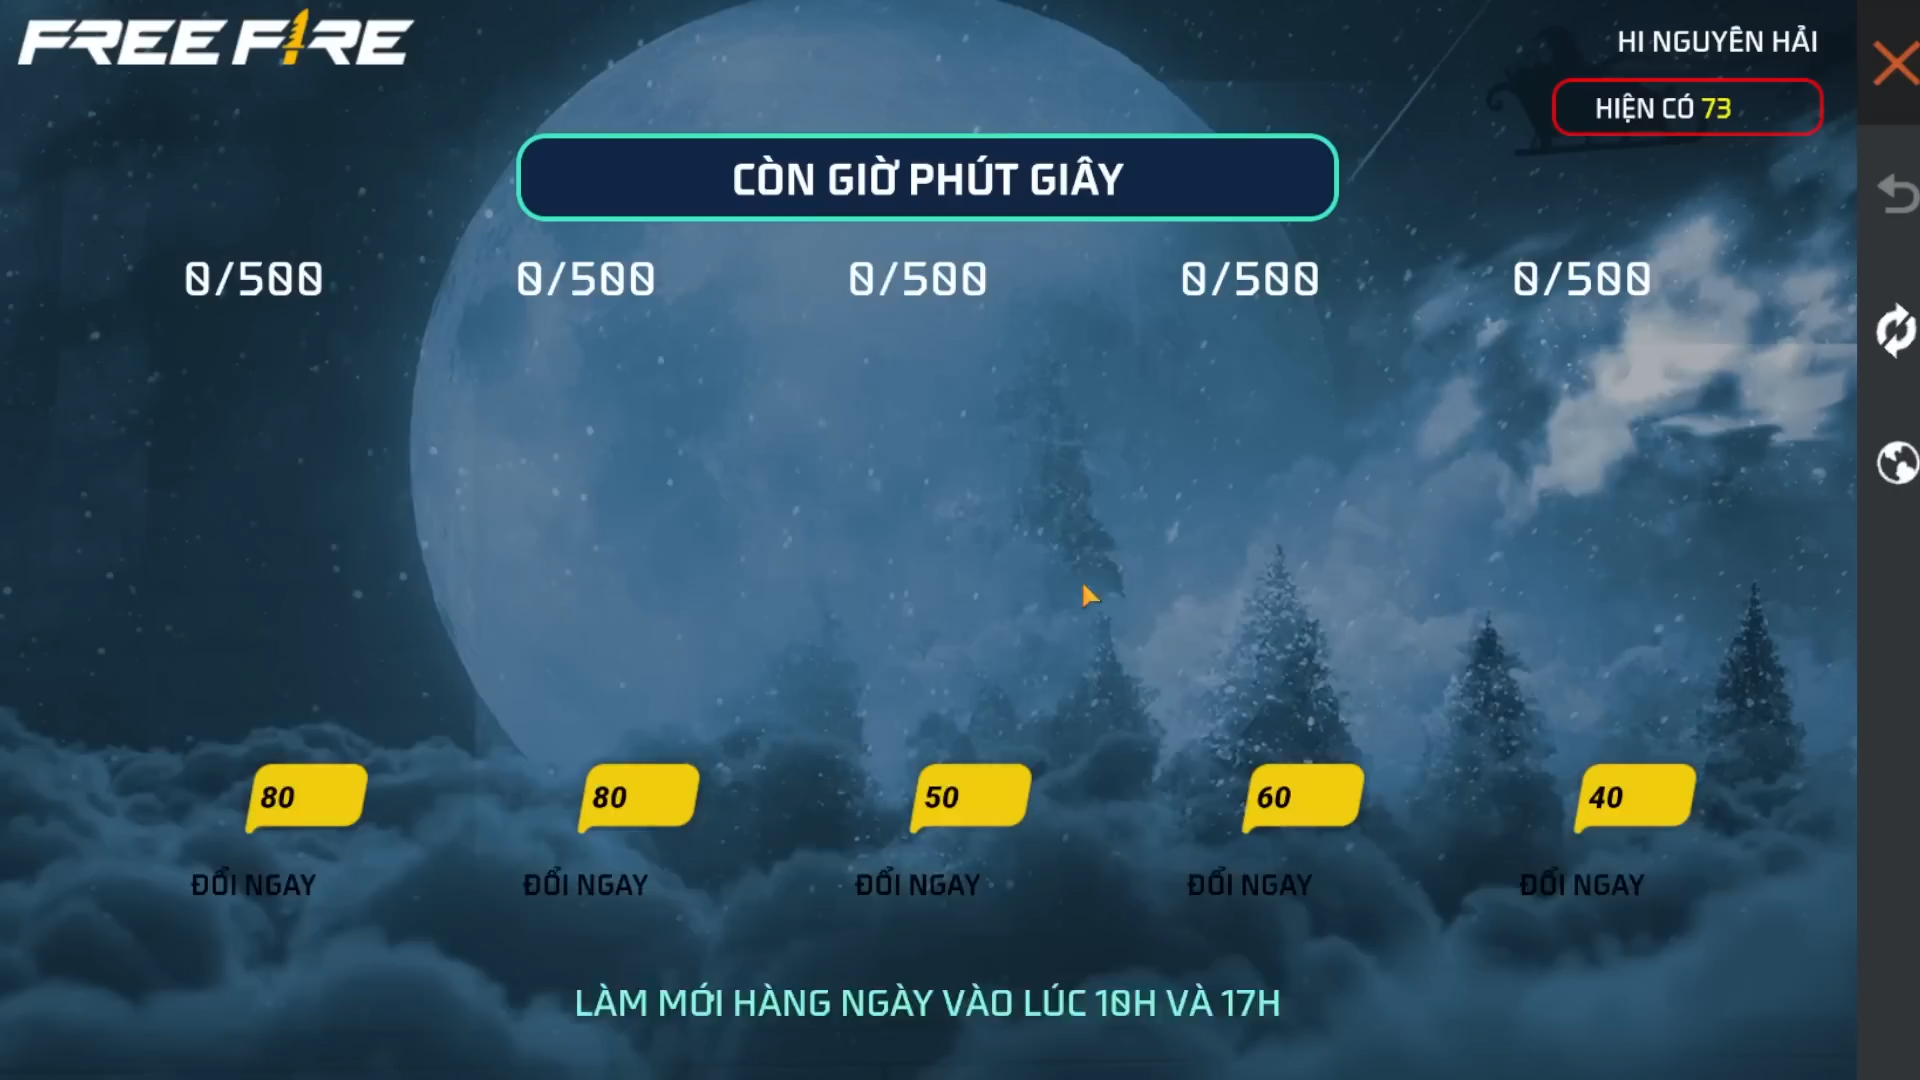 FREE FIRE
HI NGUYỄN HẢI
HIỆN CÓ 73
CÒN GIỜ PHÚT GIÂY
0/500 0/500 0/500 0/500 0/500
80 80 50 60 40
ĐỔI NGAY ĐỔI NGAY ĐỔI NGAY ĐỔI NGAY ĐỔI NGAY
LÀM MỚI HÀNG NGÀY VÀO LÚC 10H VÀ 17H